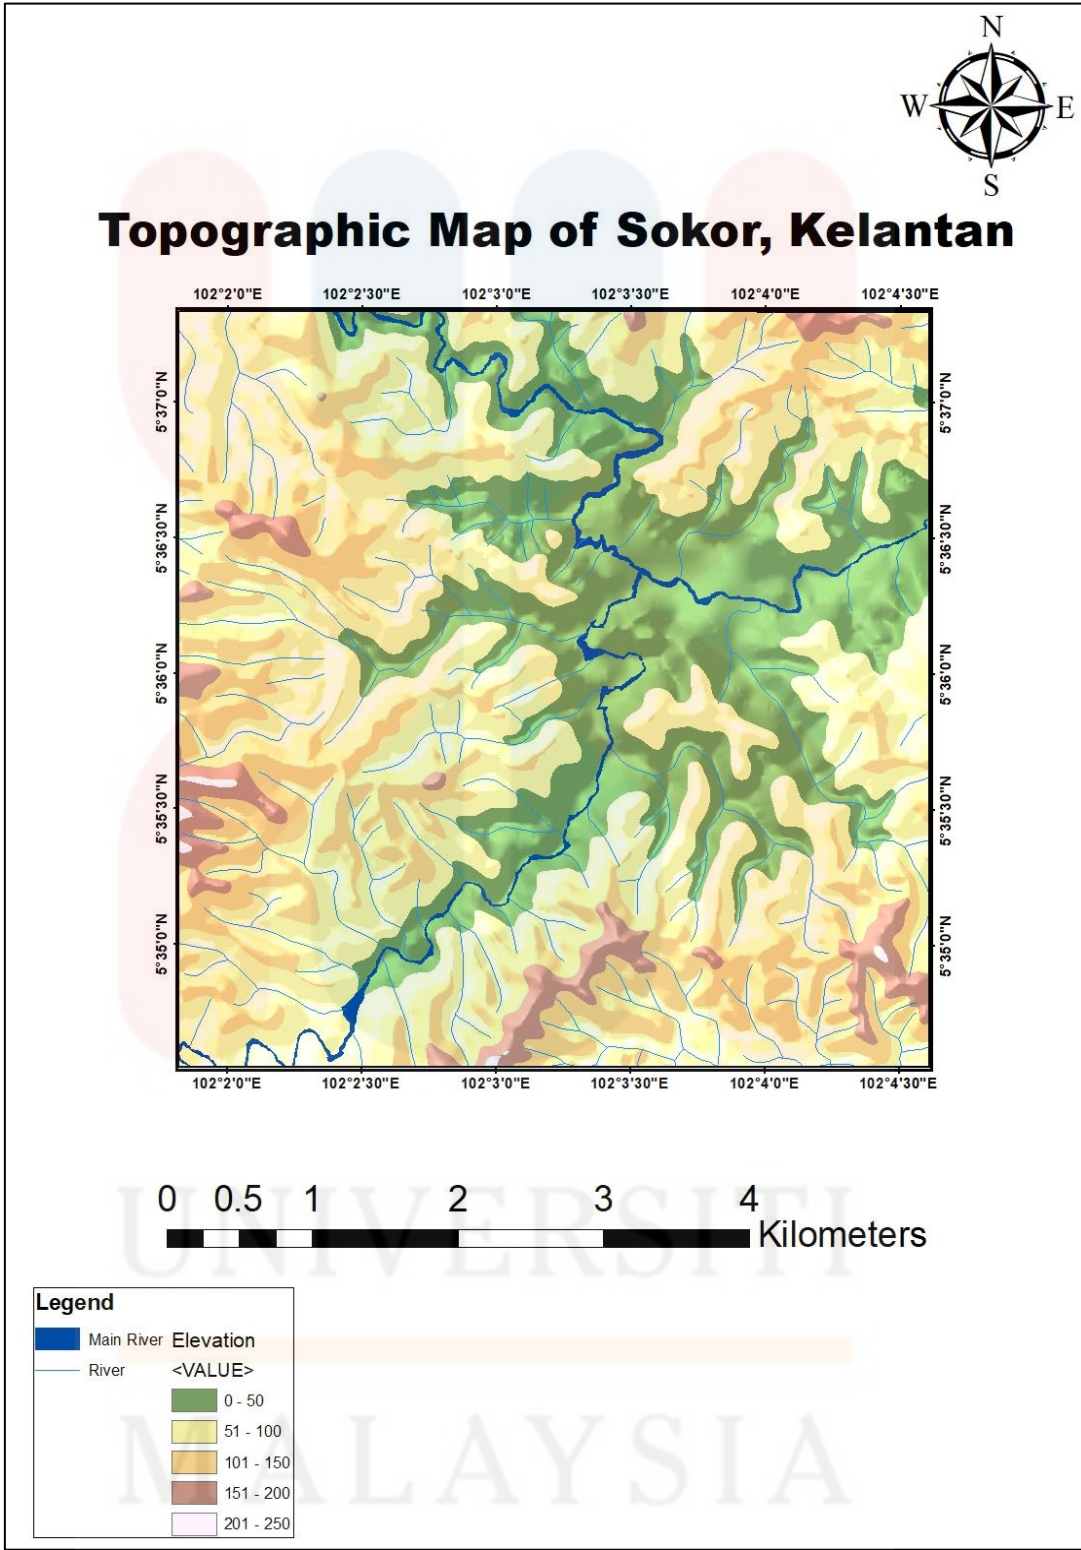 N
W E
S
Topographic Map of Sokor, Kelantan
102°2'0"E 102°2'30"E 102°3'0"E 102°3'30"E 102°4'0"E 102°4'30"E
5°37'0"N 5°37'0"N
5°36'30"N 5°36'30"N
5°36'0"N 5°36'0"N
5°35'30"N 5°35'30"N
5°35'0"N 5°35'0"N
102°2'0"E 102°2'30"E 102°3'0"E 102°3'30"E 102°4'0"E 102°4'30"E
0 0.5 1 2 3 4
Kilometers
UNIVERSITI
Legend
Main River Elevation
River <VALUE>
0 - 50
51 - 100
101 - 150
151 - 200
201 - 250
MALAYSIA